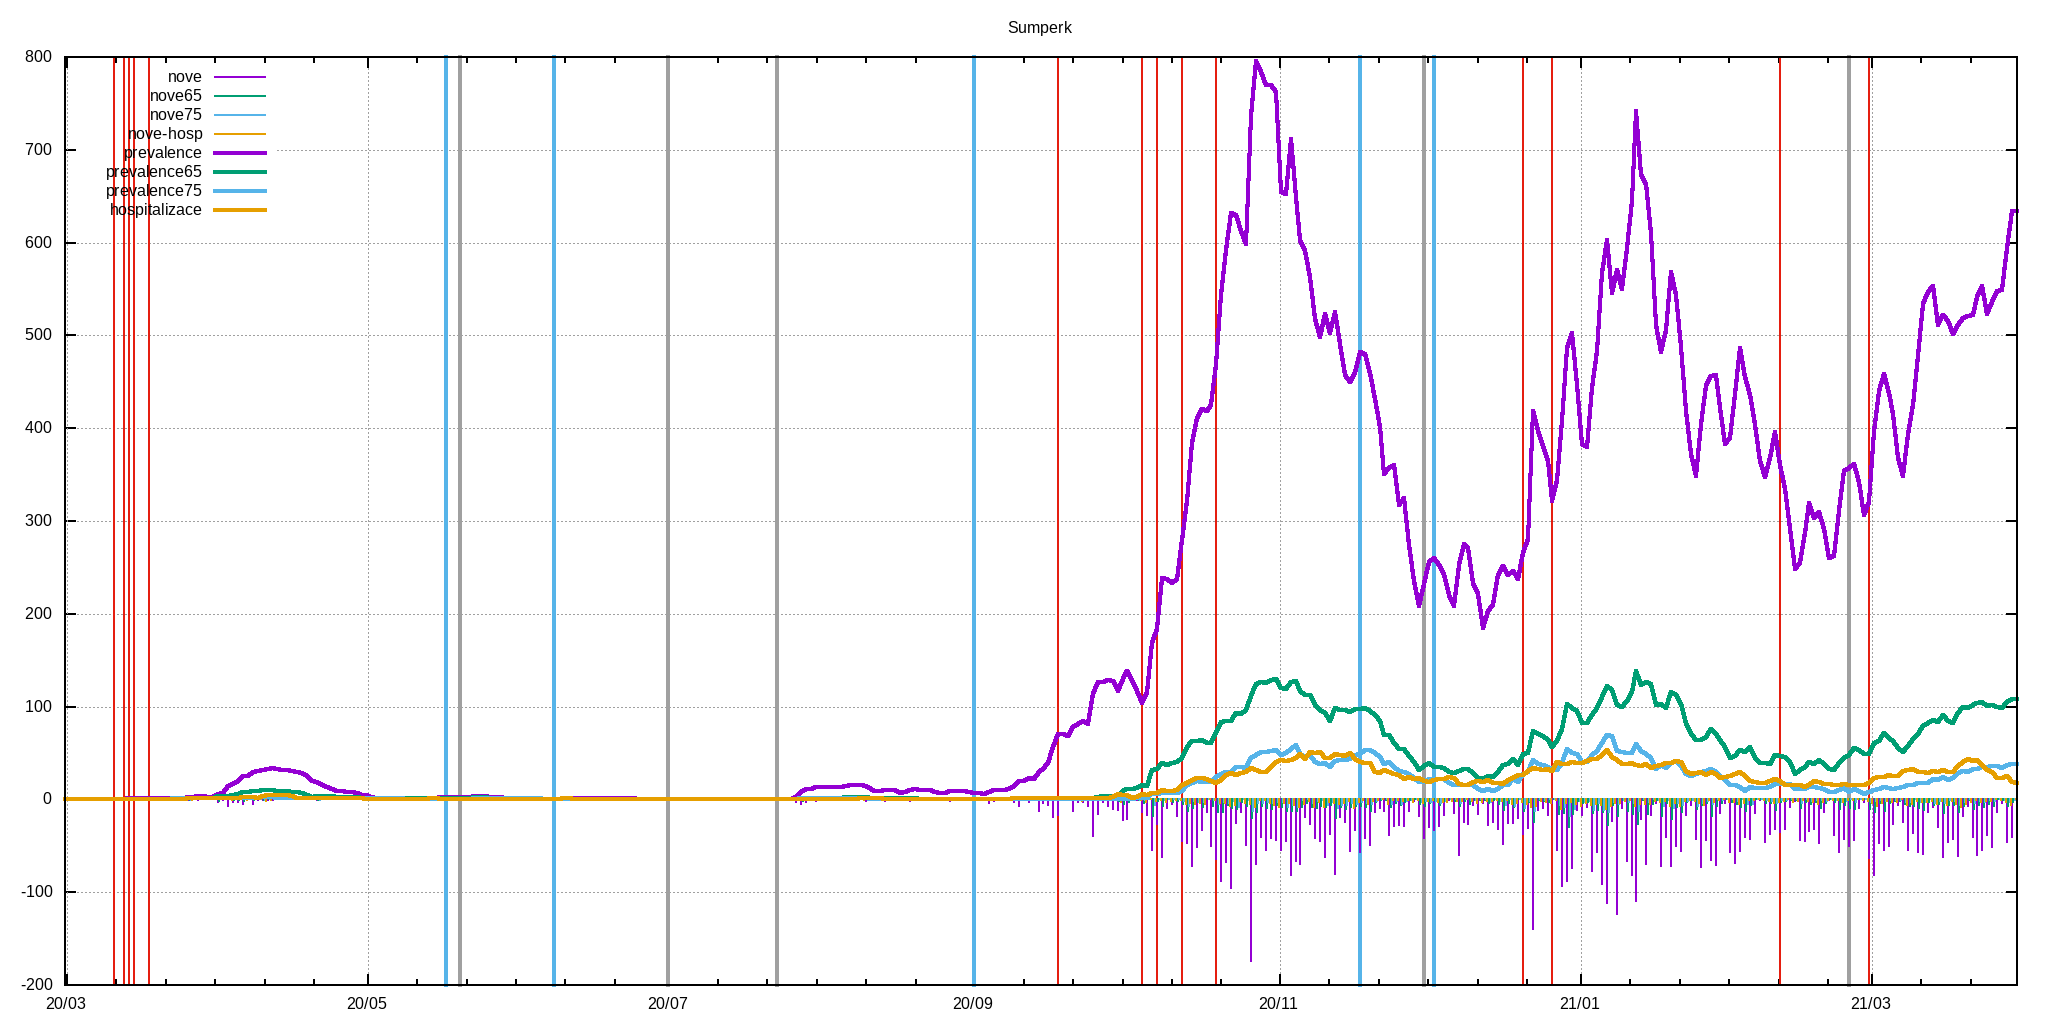 Sumperk
800
700
600
500
400
300
200
100
0
-100
-200
nove
nove65
nove75
nove-hosp
prevalence
prevalence65
prevalence75
hospitalizace
20/03
20/05
20/07
20/09
20/11
21/01
21/03